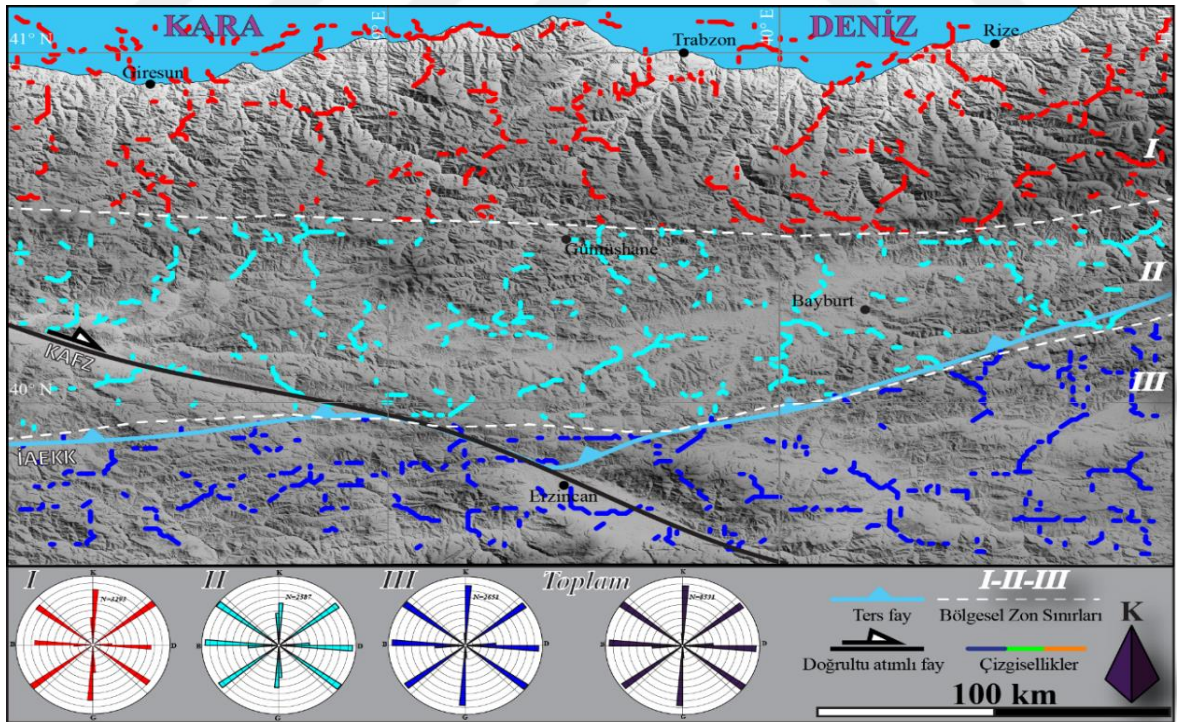 KARA
DENİZ
41° N
39° E
40° E
Giresun
Trabzon
Rize
I
Gümüşhane
II
Bayburt
KAFZ
40° N
III
İAEKK
Erzincan
I
II
III
Toplam
I-II-III
K
K
K
K
B
D
B
D
B
D
B
D
G
G
G
G
Ters fay
Bölgesel Zon Sınırları
K
Doğrultu atımlı fay
Çizgisellikler
100 km